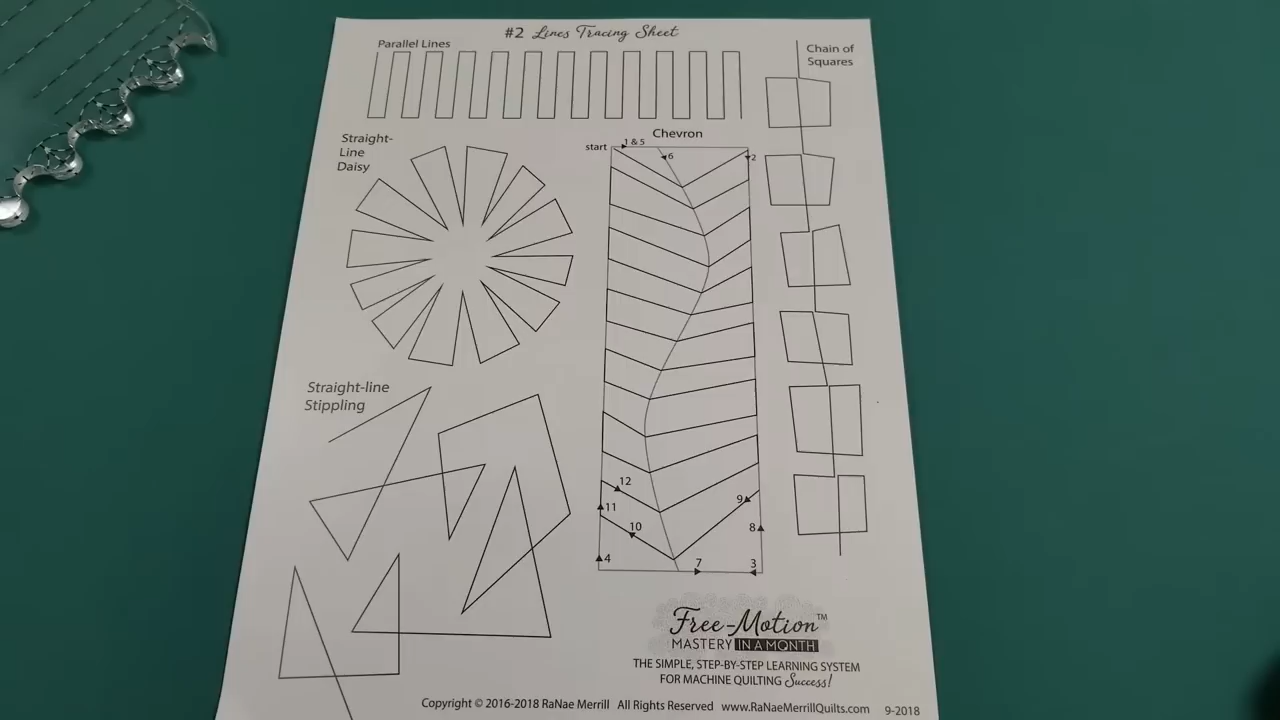 #2 Lines Tracing Sheet
Parallel Lines
Chain of
Squares
Straight-
Line
Daisy
Chevron
start
1 & 5
6
2
Straight-line
Stippling
12
11
10
9
8
4
7
3
Free-Motion™
MASTERY IN A MONTH
THE SIMPLE, STEP-BY-STEP LEARNING SYSTEM
FOR MACHINE QUILTING Success!
Copyright © 2016-2018 RaNae Merrill All Rights Reserved www.RaNaeMerrillQuilts.com 9-2018